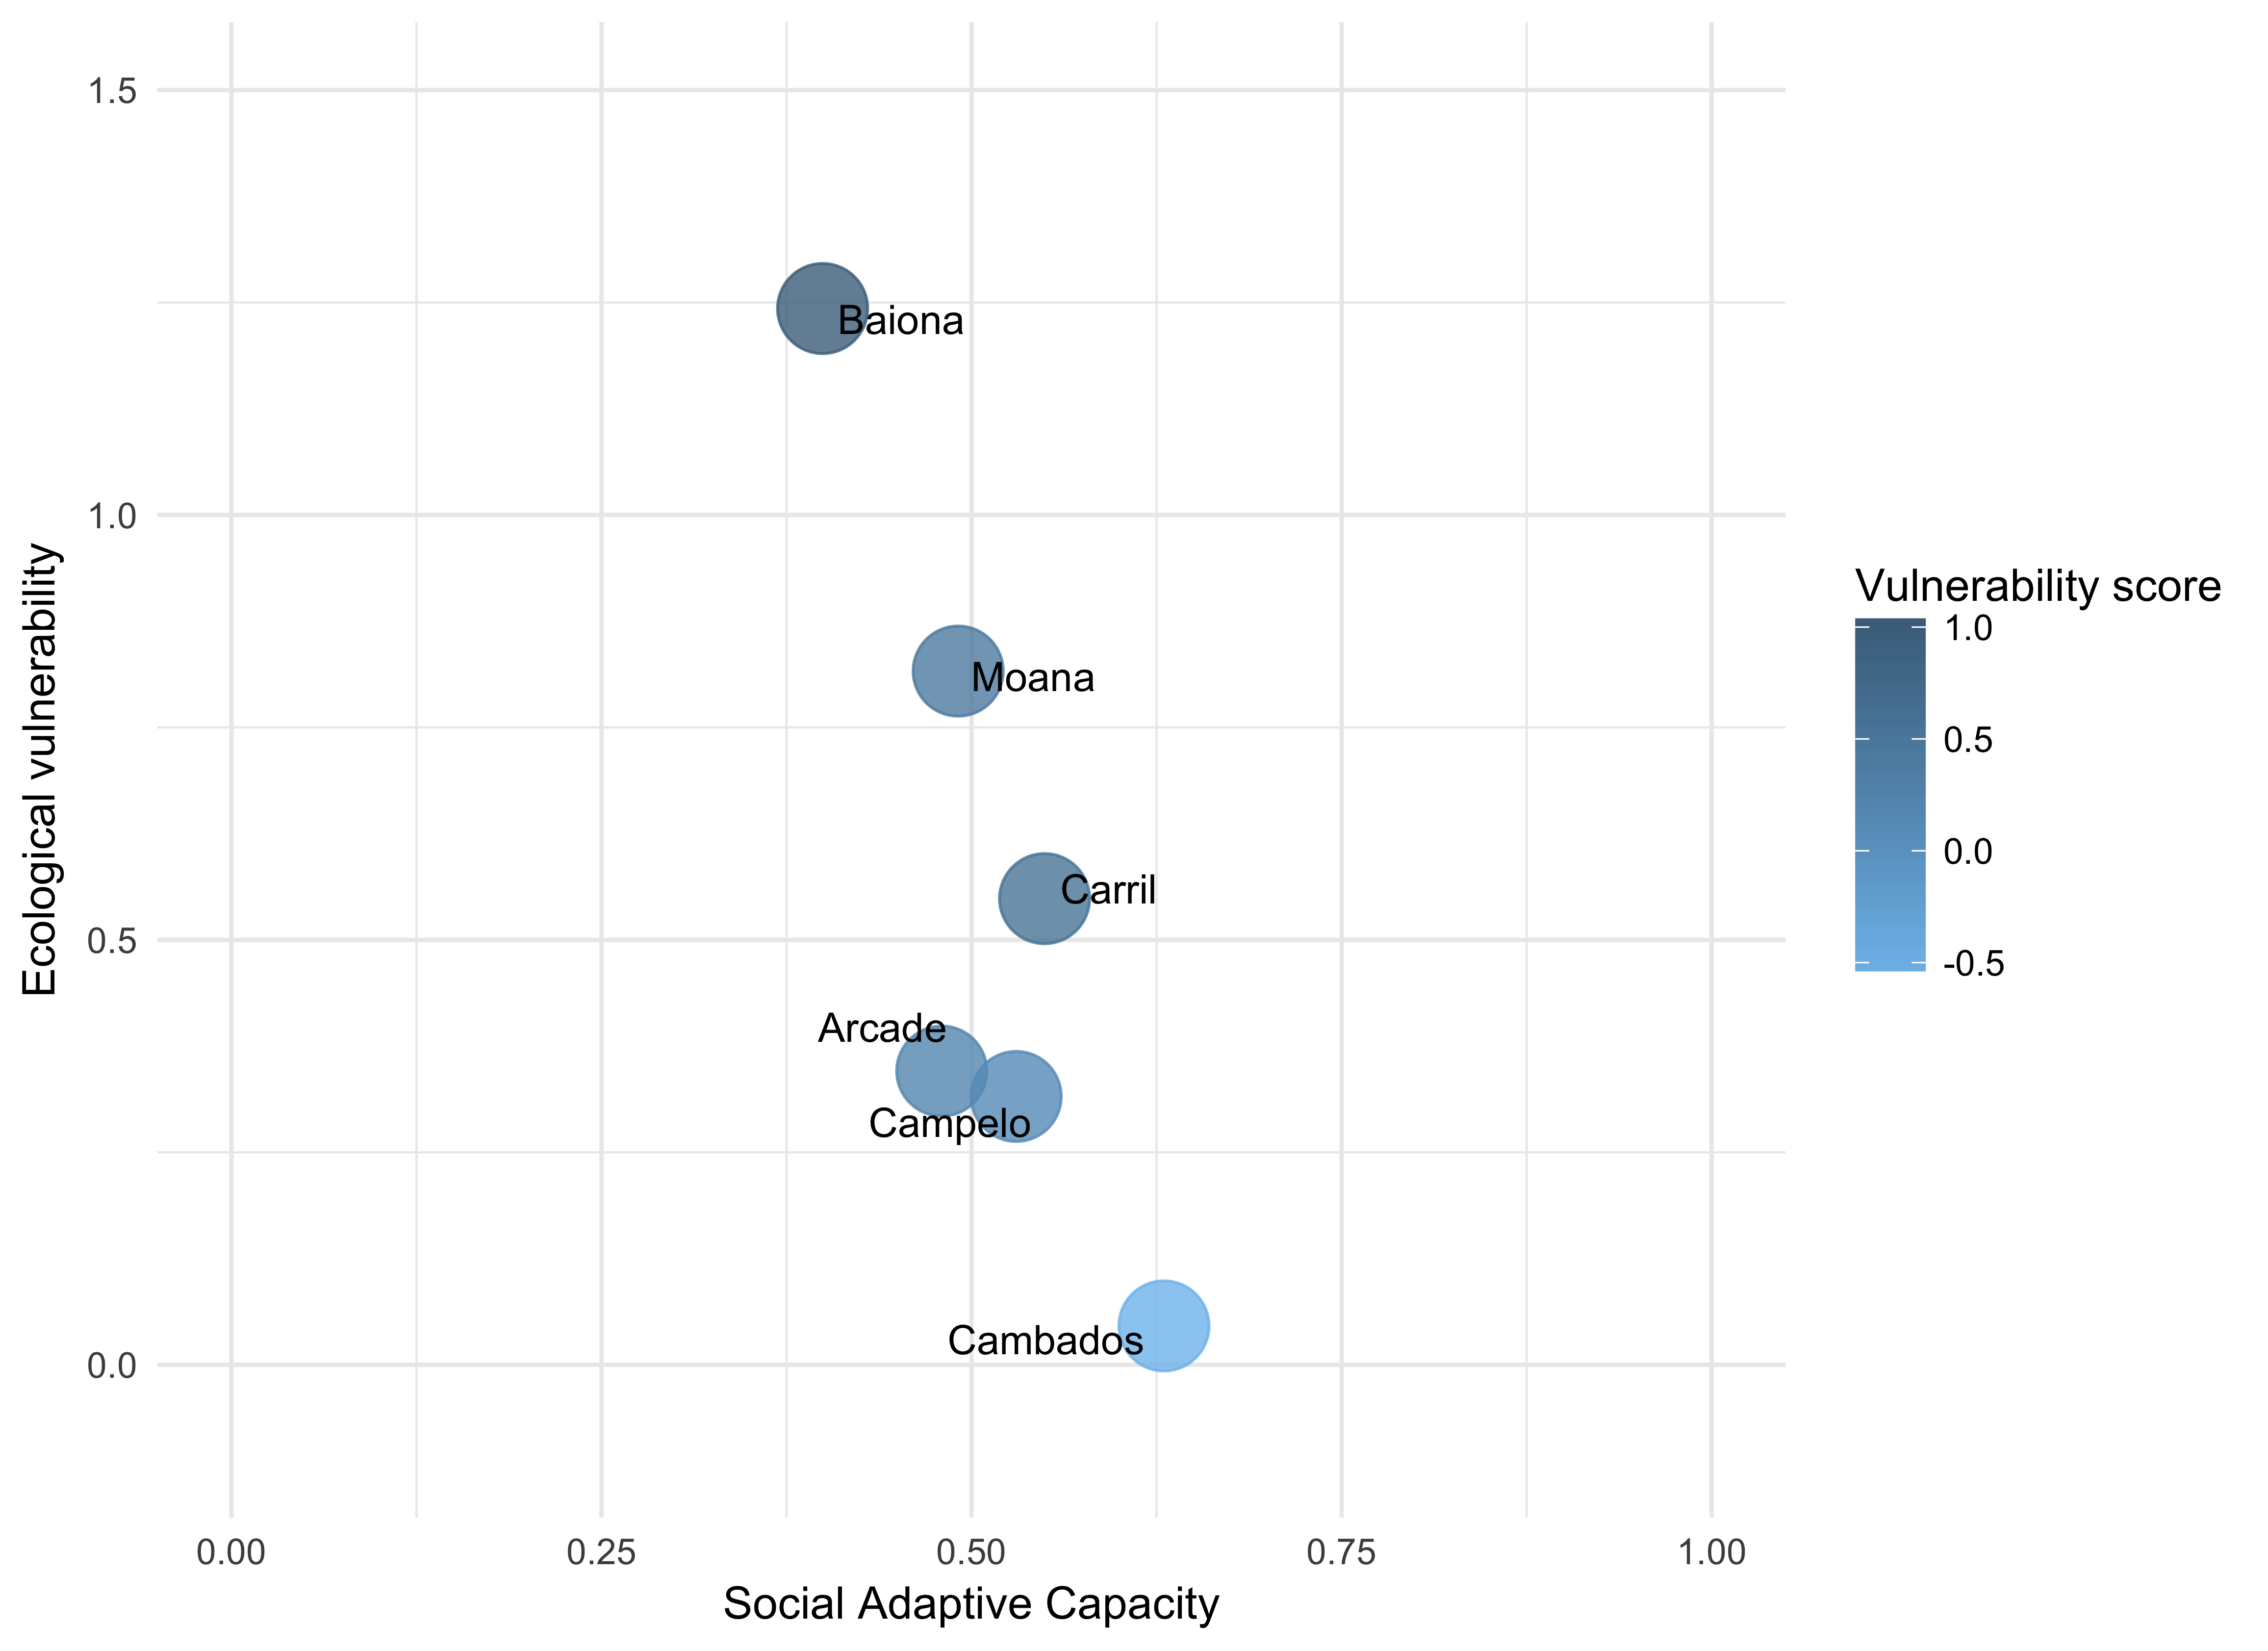 1.5
1.0
0.5
0.0
Ecological vulnerability
Baiona
Moana
Carril
Arcade
Campelo
Cambados
0.00
0.25
0.50
0.75
1.00
Social Adaptive Capacity
Vulnerability score
1.0
0.5
0.0
-0.5